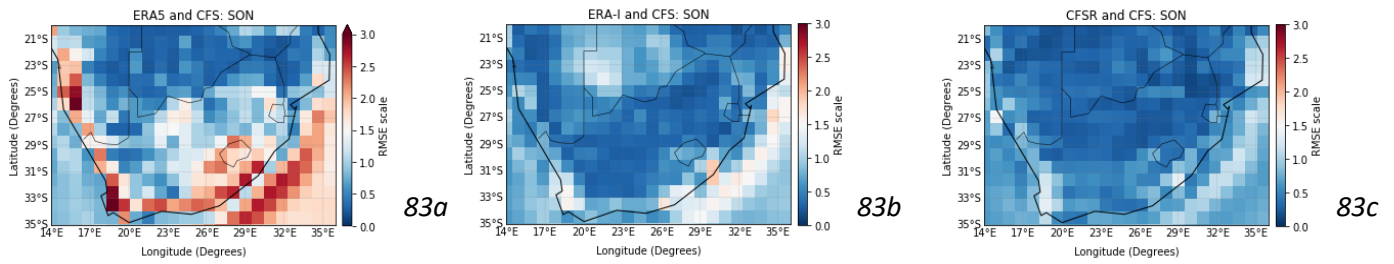 ERA5 and CFS: SON
21°S
23°S
25°S
27°S
29°S
31°S
33°S
35°S
14°E 17°E 20°E 23°E 26°E 29°E 32°E 35°E
Latitude (Degrees)
Longitude (Degrees)
3.0
2.5
2.0
1.5
1.0
0.5
0.0
RMSE scale
83a
ERA-I and CFS: SON
21°S
23°S
25°S
27°S
29°S
31°S
33°S
35°S
14°E 17°E 20°E 23°E 26°E 29°E 32°E 35°E
Latitude (Degrees)
Longitude (Degrees)
3.0
2.5
2.0
1.5
1.0
0.5
0.0
RMSE scale
83b
CFSR and CFS: SON
21°S
23°S
25°S
27°S
29°S
31°S
33°S
35°S
14°E 17°E 20°E 23°E 26°E 29°E 32°E 35°E
Latitude (Degrees)
Longitude (Degrees)
3.0
2.5
2.0
1.5
1.0
0.5
0.0
RMSE scale
83c